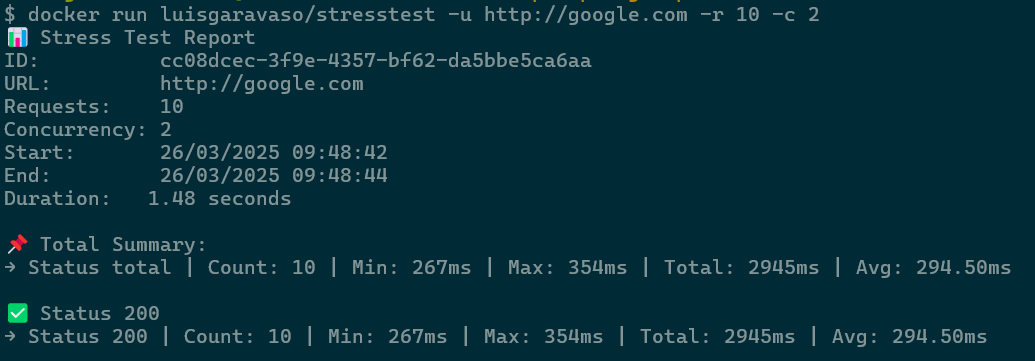 $ docker run luisgaravaso/stresstest -u http://google.com -r 10 -c 2
📊 Stress Test Report
ID: cc08dcec-3f9e-4357-bf62-da5bbe5ca6aa
URL: http://google.com
Requests: 10
Concurrency: 2
Start: 26/03/2025 09:48:42
End: 26/03/2025 09:48:44
Duration: 1.48 seconds
📌 Total Summary:
→ Status total | Count: 10 | Min: 267ms | Max: 354ms | Total: 2945ms | Avg: 294.50ms
✅ Status 200
→ Status 200 | Count: 10 | Min: 267ms | Max: 354ms | Total: 2945ms | Avg: 294.50ms